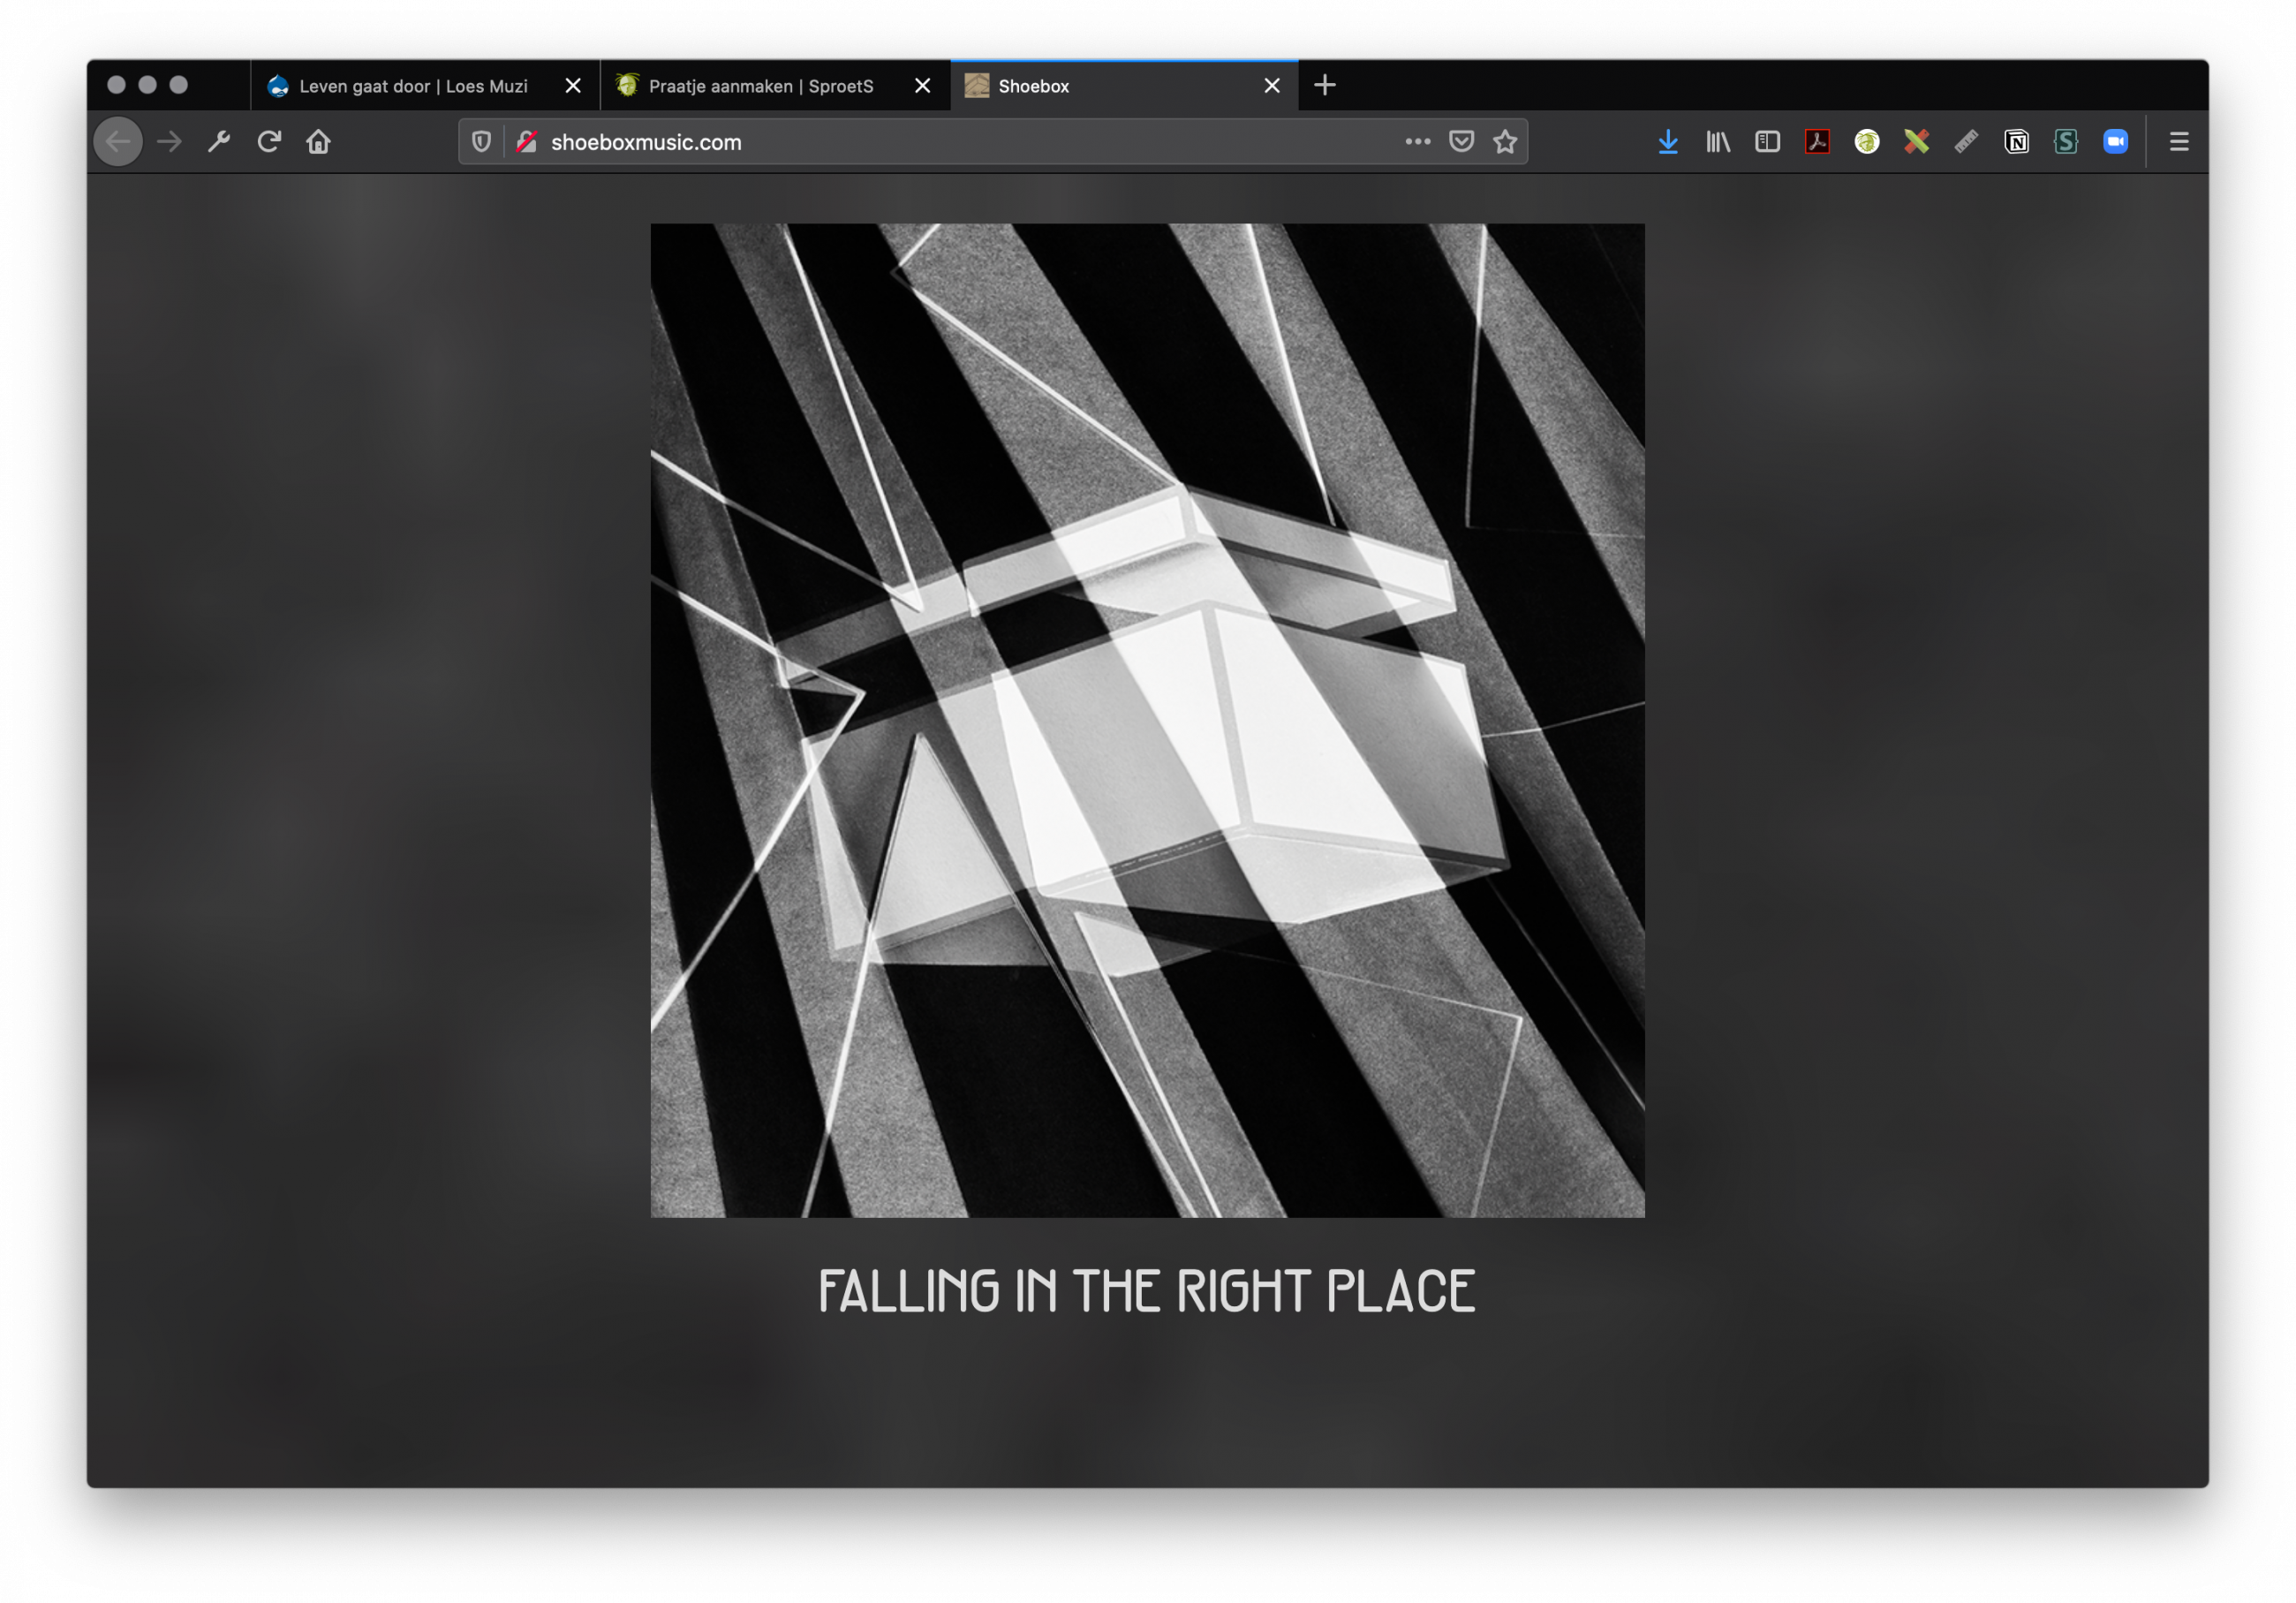 Leven gaat door | Loes Muzi
Praatje aanmaken | SproetS
Shoebox
shoeboxmusic.com
FALLING IN THE RIGHT PLACE